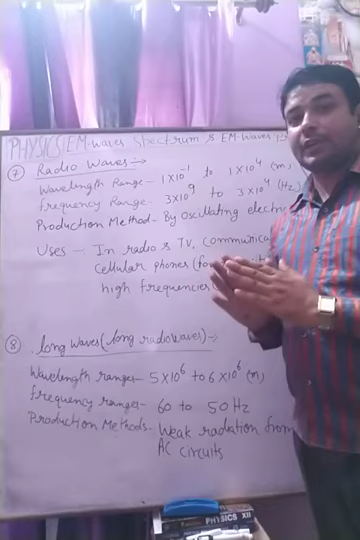 PHYSICS EM-waves Spectrum & EM-Waves
⑦ Radio Waves :→
Wavelength Range - 1×10⁻¹ to 1×10⁴ (m)
frequency Range - 3×10⁹ to 3×10⁴ (Hz)
Production Method - By oscillating electri
Uses - In radio & TV, Communica
Cellular phones (for
high frequencies
⑧ Long Waves (long radiowaves) :→
Wavelength range - 5×10⁶ to 6×10⁶ (m)
frequency range - 60 to 50 Hz
Production Methods - Weak radiation from
AC circuits
PHYSICS XII